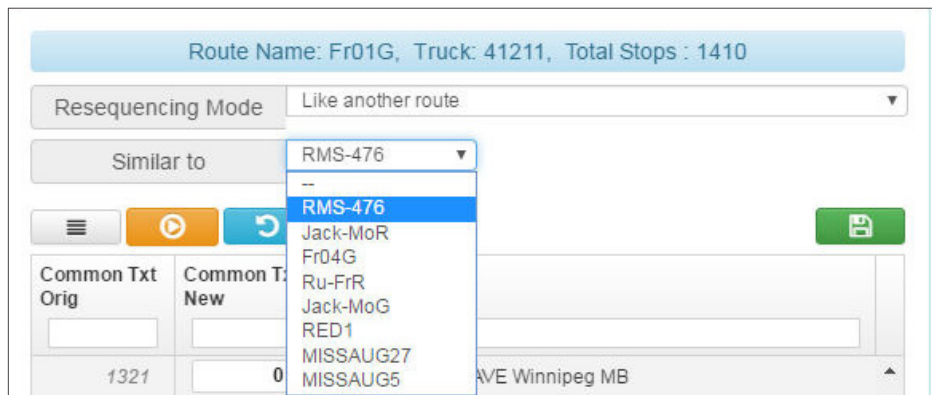 Route Name: Fr01G, Truck: 41211, Total Stops : 1410
Resequencing Mode Like another route
Similar to RMS-476
--
RMS-476
Jack-MoR
Fr04G
Ru-FrR
Jack-MoG
RED1
MISSAUG27
MISSAUG5
Common Txt Orig
Common New
1321 0 AVE Winnipeg MB